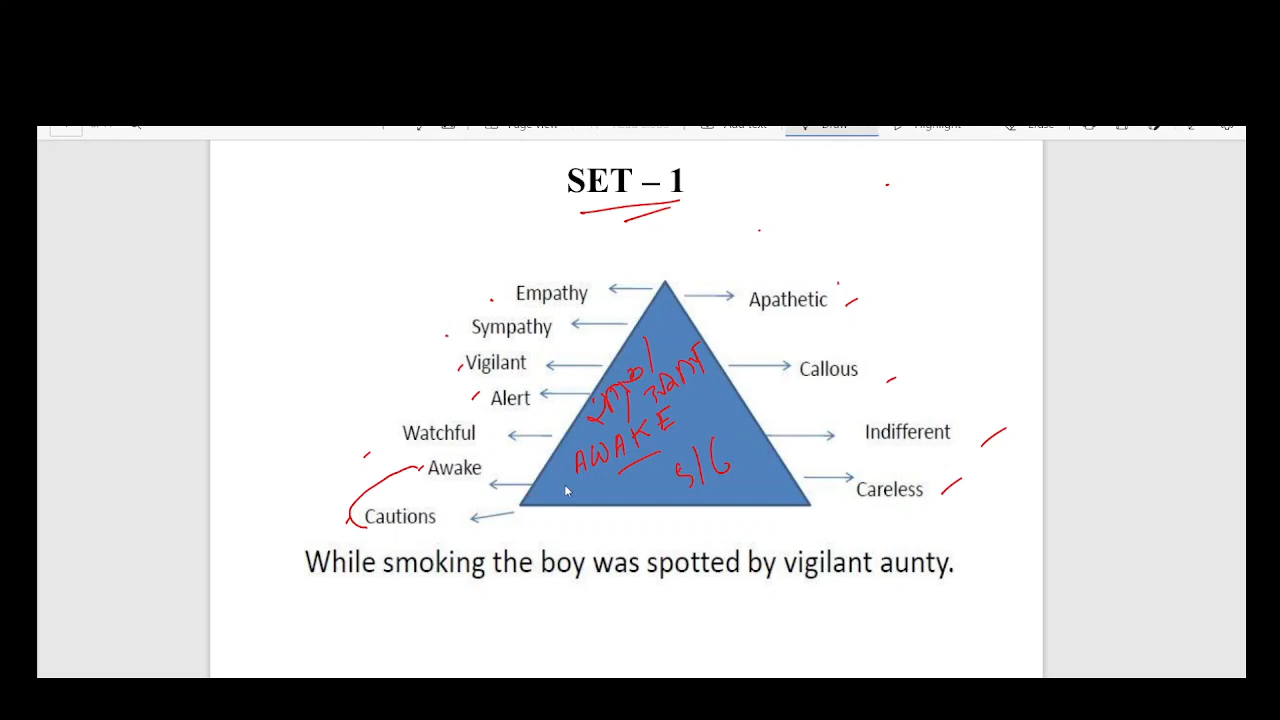 SET – 1
Empathy
Apathetic
Sympathy
Vigilant
Callous
Alert
Watchful
Indifferent
Awake
Careless
Cautions
AWAKE
While smoking the boy was spotted by vigilant aunty.